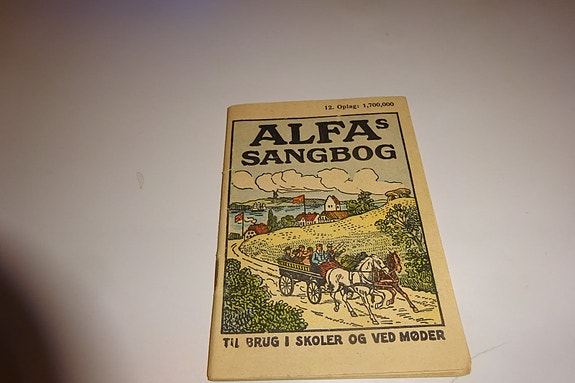 12. Oplag: 1,700,000
ALFAS
SANGBOG
TIL BRUG I SKOLER OG VED MØDER